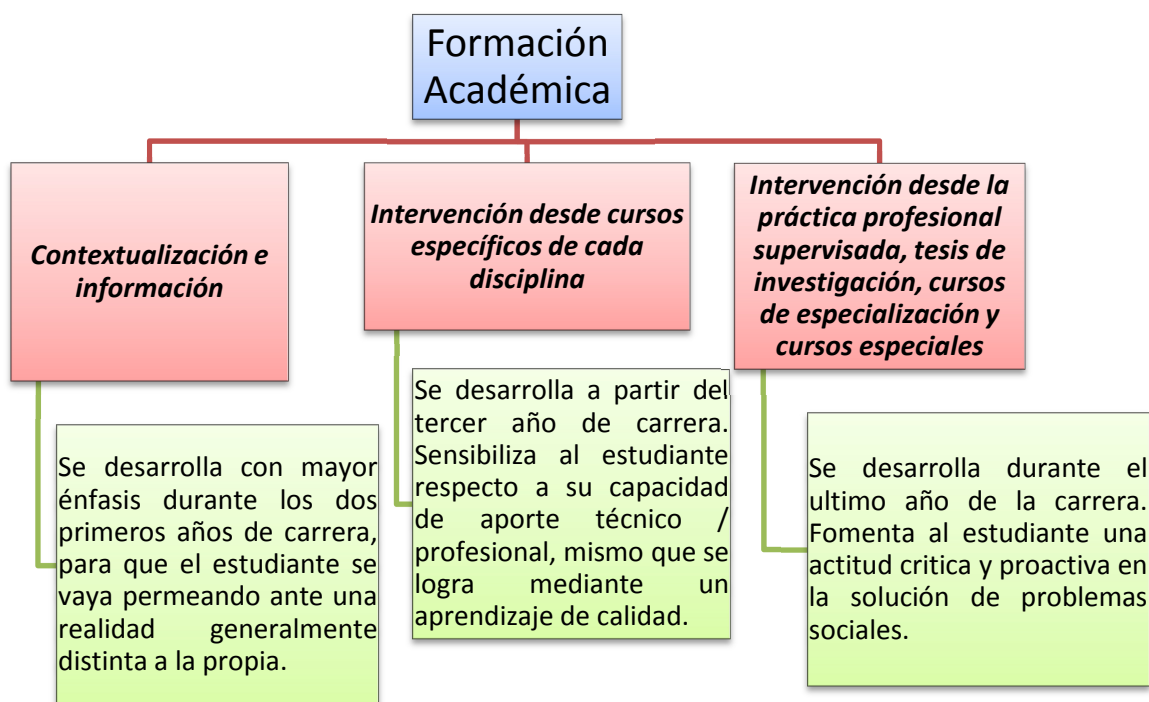 Formación
Académica
Contextualización e
información
Intervención desde cursos
específicos de cada
disciplina
Intervención desde la
práctica profesional
supervisada, tesis de
investigación, cursos
de especialización y
cursos especiales
Se desarrolla con mayor
énfasis durante los dos
primeros años de carrera,
para que el estudiante se
vaya permeando ante una
realidad generalmente
distinta a la propia.
Se desarrolla a partir del
tercer año de carrera.
Sensibiliza al estudiante
respecto a su capacidad
de aporte técnico /
profesional, mismo que se
logra mediante un
aprendizaje de calidad.
Se desarrolla durante el
ultimo año de la carrera.
Fomenta al estudiante una
actitud critica y proactiva en
la solución de problemas
sociales.